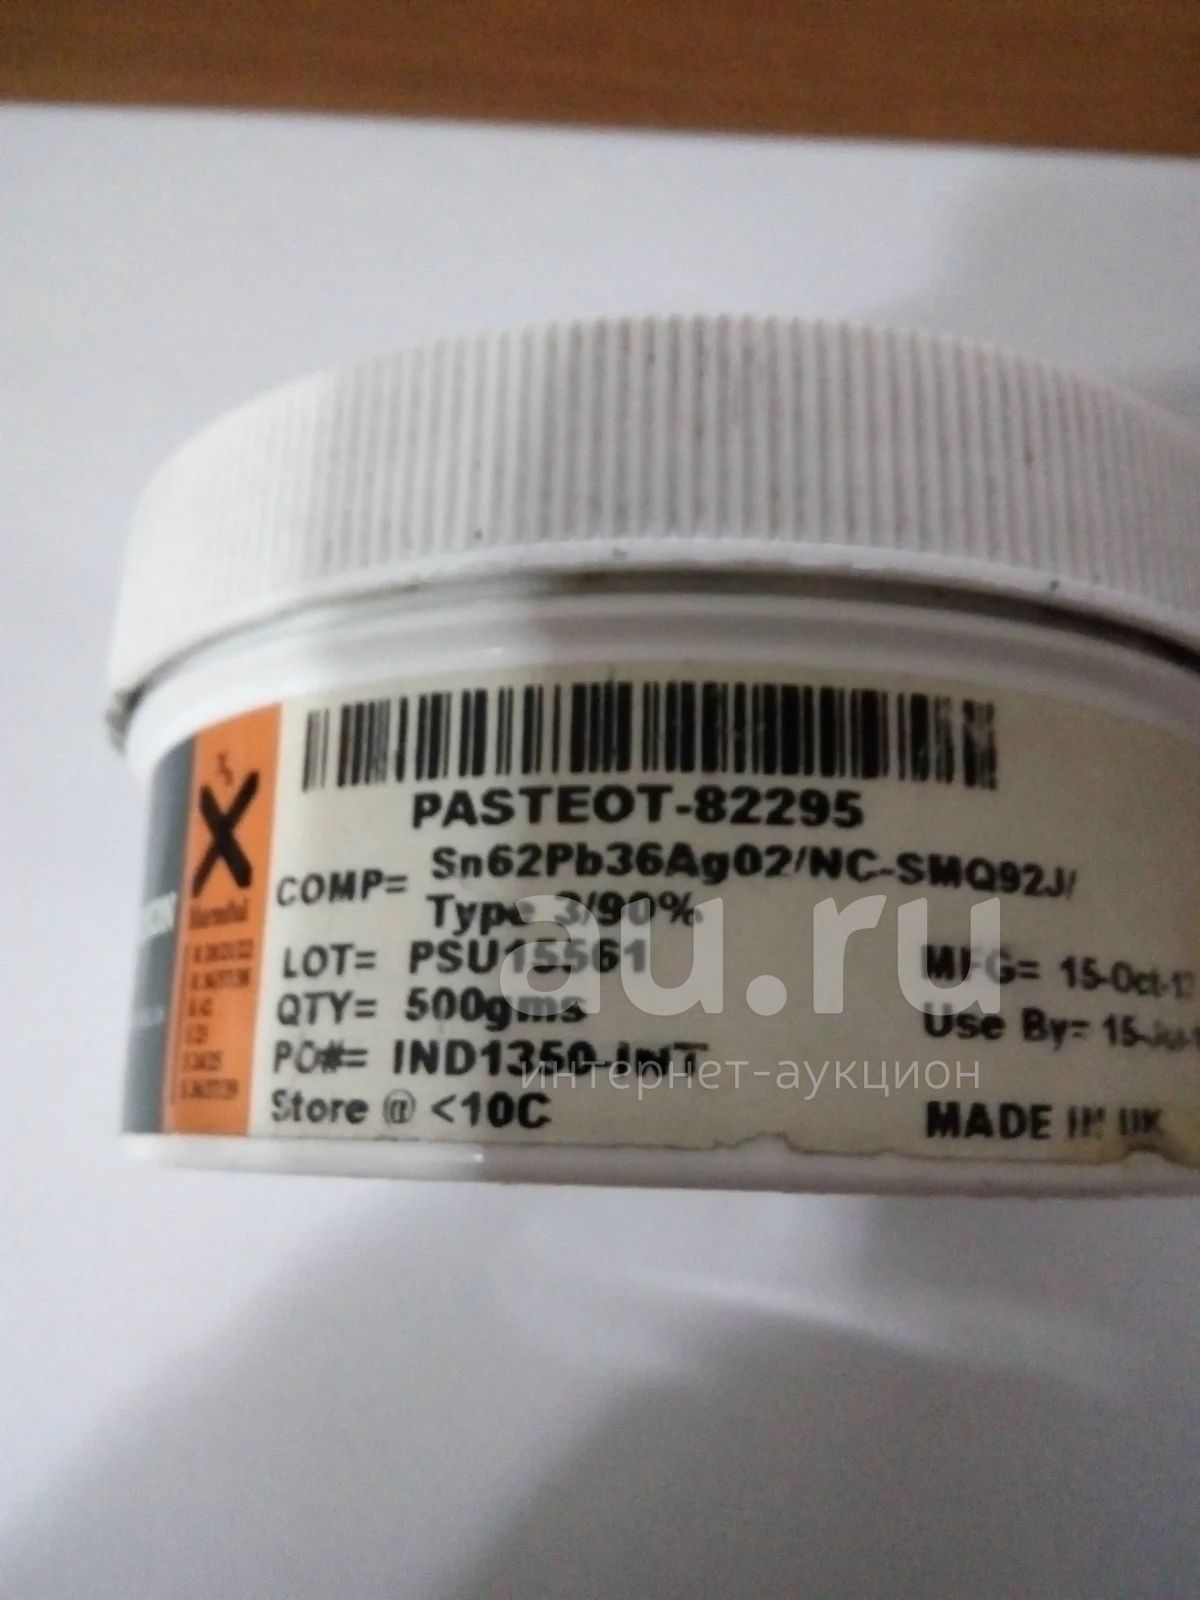 PASTEOT-82295
COMP= Sn62Pb36Ag02/NC-SMQ92J/
Type 3/90%
LOT= PSU15561
QTY= 500gms
PO#= IND1350-INT
Store @ <10C
MFG= 15-Oct-1
Use By= 15-Ju
MADE IN UK
Harmful
au.ru
интернет-аукцион